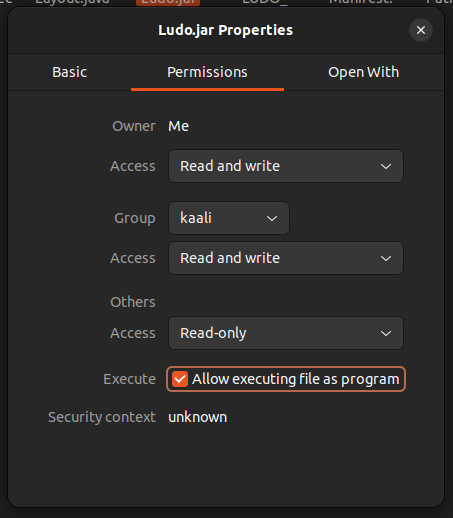 Layout.java Ludo.jar LUDO_ Manifest.
Ludo.jar Properties
Basic Permissions Open With
Owner Me
Access Read and write
Group kaali
Access Read and write
Others
Access Read-only
Execute Allow executing file as program
Security context unknown